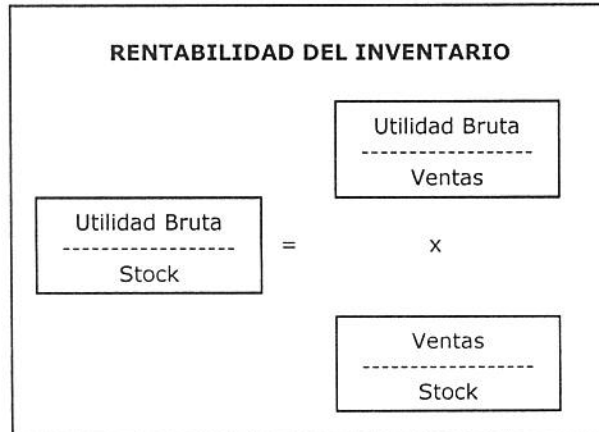 RENTABILIDAD DEL INVENTARIO
Utilidad Bruta
-------------------
Stock
=
Utilidad Bruta
-------------------
Ventas
x
Ventas
-------------------
Stock